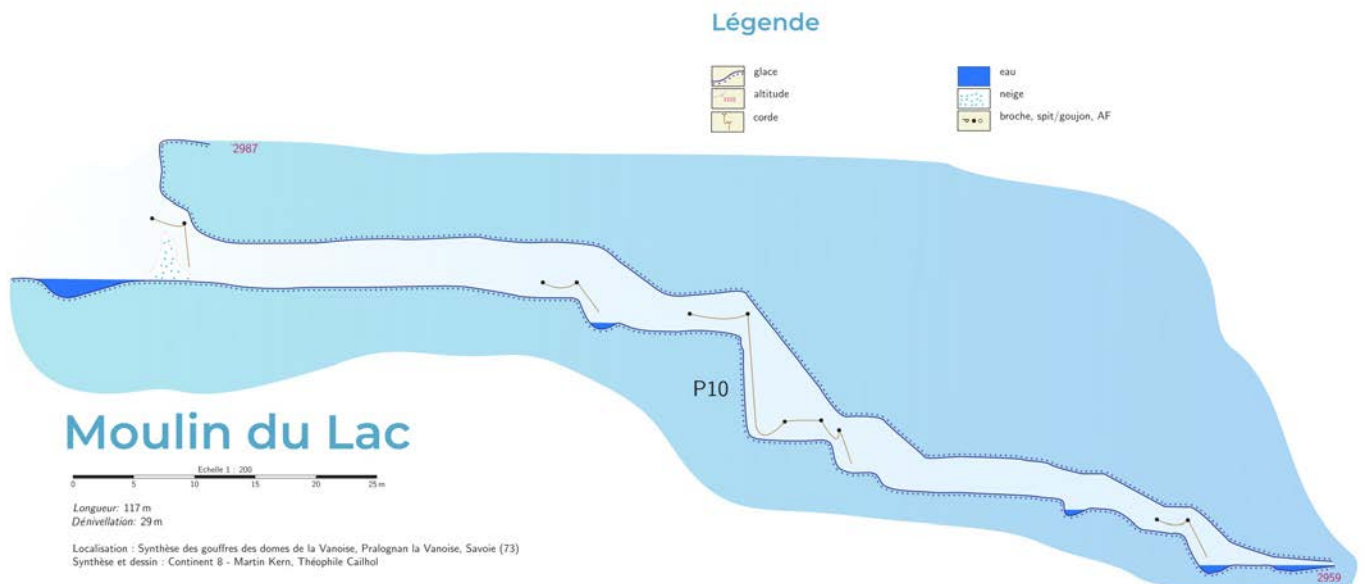 Légende
glace
altitude
corde
eau
neige
broche, spit/goujon, AF
2987
P10
Moulin du Lac
Echelle 1 : 200
0 5 10 15 20 25 m
Longueur: 117 m
Dénivellation: 29 m
Localisation : Synthèse des gouffres des domes de la Vanoise, Pralognan la Vanoise, Savoie (73)
Synthèse et dessin : Continent 8 - Martin Kern, Théophile Cailhol
2959